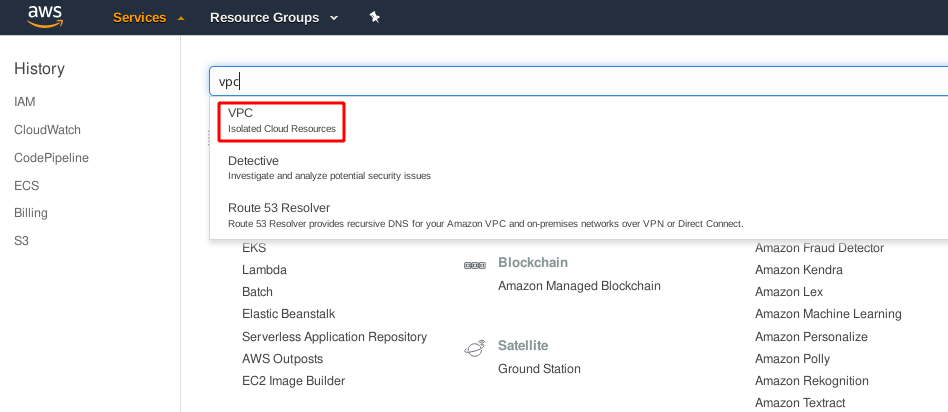 aws
Services
Resource Groups
History
IAM
CloudWatch
CodePipeline
ECS
Billing
S3
vpc
VPC
Isolated Cloud Resources
Detective
Investigate and analyze potential security issues
Route 53 Resolver
Route 53 Resolver provides recursive DNS for your Amazon VPC and on-premises networks over VPN or Direct Connect.
EKS
Lambda
Batch
Elastic Beanstalk
Serverless Application Repository
AWS Outposts
EC2 Image Builder
Blockchain
Amazon Managed Blockchain
Satellite
Ground Station
Amazon Fraud Detector
Amazon Kendra
Amazon Lex
Amazon Machine Learning
Amazon Personalize
Amazon Polly
Amazon Rekognition
Amazon Textract